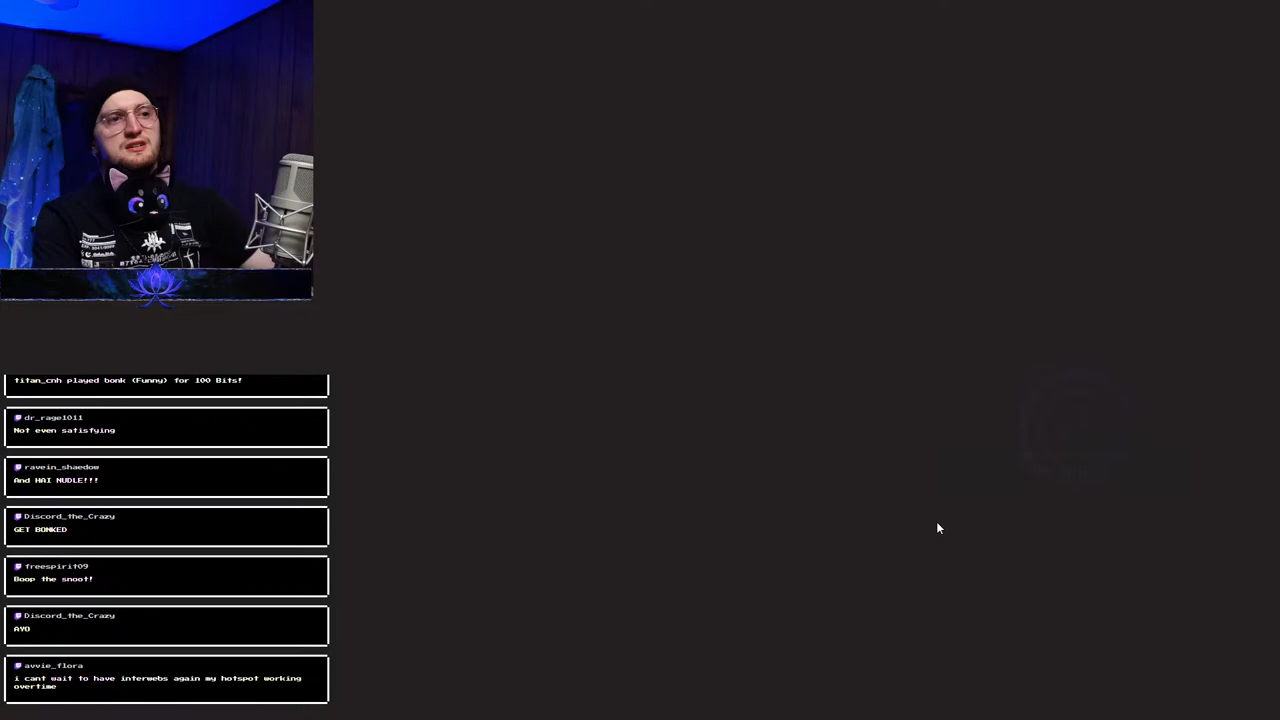 titan_cnh played bonk (Funny) for 100 Bits!
dr_rage1011
Not even satisfying
ravein_shaedow
And HAI NUDLE!!!
Discord_the_Crazy
GET BONKED
freespirit09
Boop the snoot!
Discord_the_Crazy
AYO
avvie_flora
i cant wait to have interwebs again my hotspot working
overtime